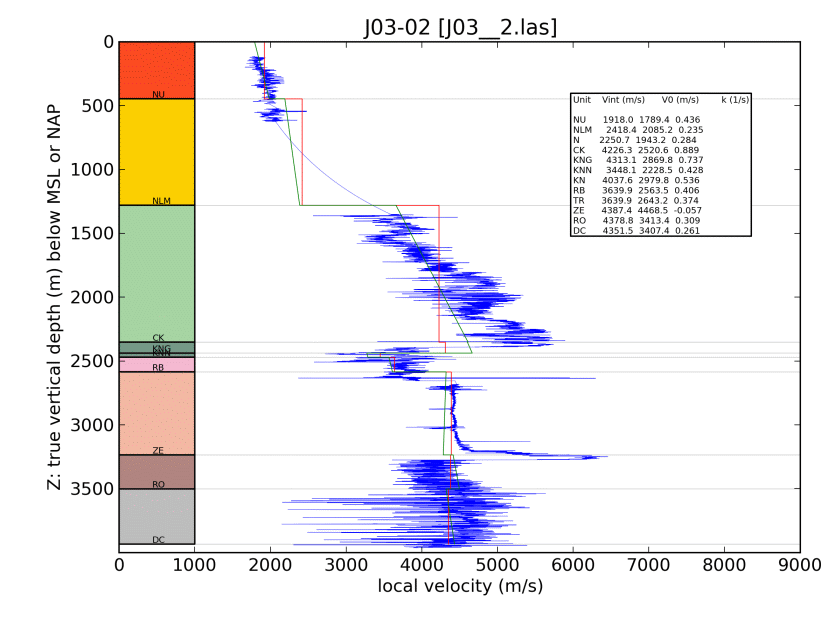 J03-02 [J03__2.las]
Z: true vertical depth (m) below MSL or NAP
0
500
1000
1500
2000
2500
3000
3500
NU
NLM
CK
KNG
KNN
RB
ZE
RO
DC
Unit Vint (m/s) V0 (m/s) k (1/s)
NU 1918.0 1789.4 0.436
NLM 2418.4 2085.2 0.235
N 2250.7 1943.2 0.284
CK 4226.3 2520.6 0.889
KNG 4313.1 2869.8 0.737
KNN 3448.1 2228.5 0.428
KN 4037.6 2979.8 0.536
RB 3639.9 2563.5 0.406
TR 3639.9 2643.2 0.374
ZE 4387.4 4468.5 -0.057
RO 4378.8 3413.4 0.309
DC 4351.5 3407.4 0.261
0 1000 2000 3000 4000 5000 6000 7000 8000 9000
local velocity (m/s)